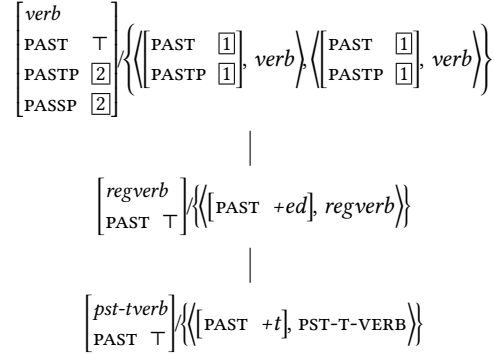 verb
PAST ⊤
PASTP 2
PASSP 2
/{⟨[PAST 1
PASTP 1], verb⟩,⟨[PAST 1
PASTP 1], verb⟩}
[regverb
PAST ⊤]/{⟨[PAST +ed], regverb⟩}
[pst-tverb
PAST ⊤]/{⟨[PAST +t], PST-T-VERB⟩}